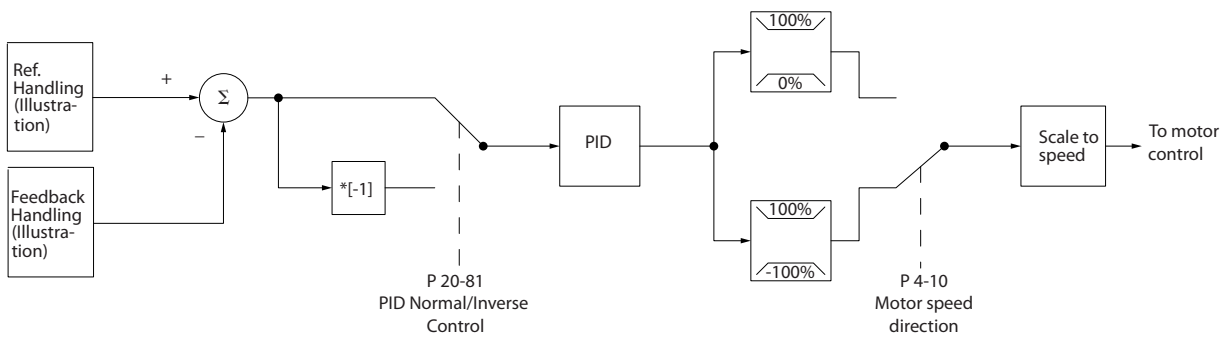 Ref.
Handling
(Illustra-
tion)
+
Σ
−
Feedback
Handling
(Illustra-
tion)
*[-1]
P 20-81
PID Normal/Inverse
Control
PID
100%
0%
100%
-100%
P 4-10
Motor speed
direction
Scale to
speed
To motor
control